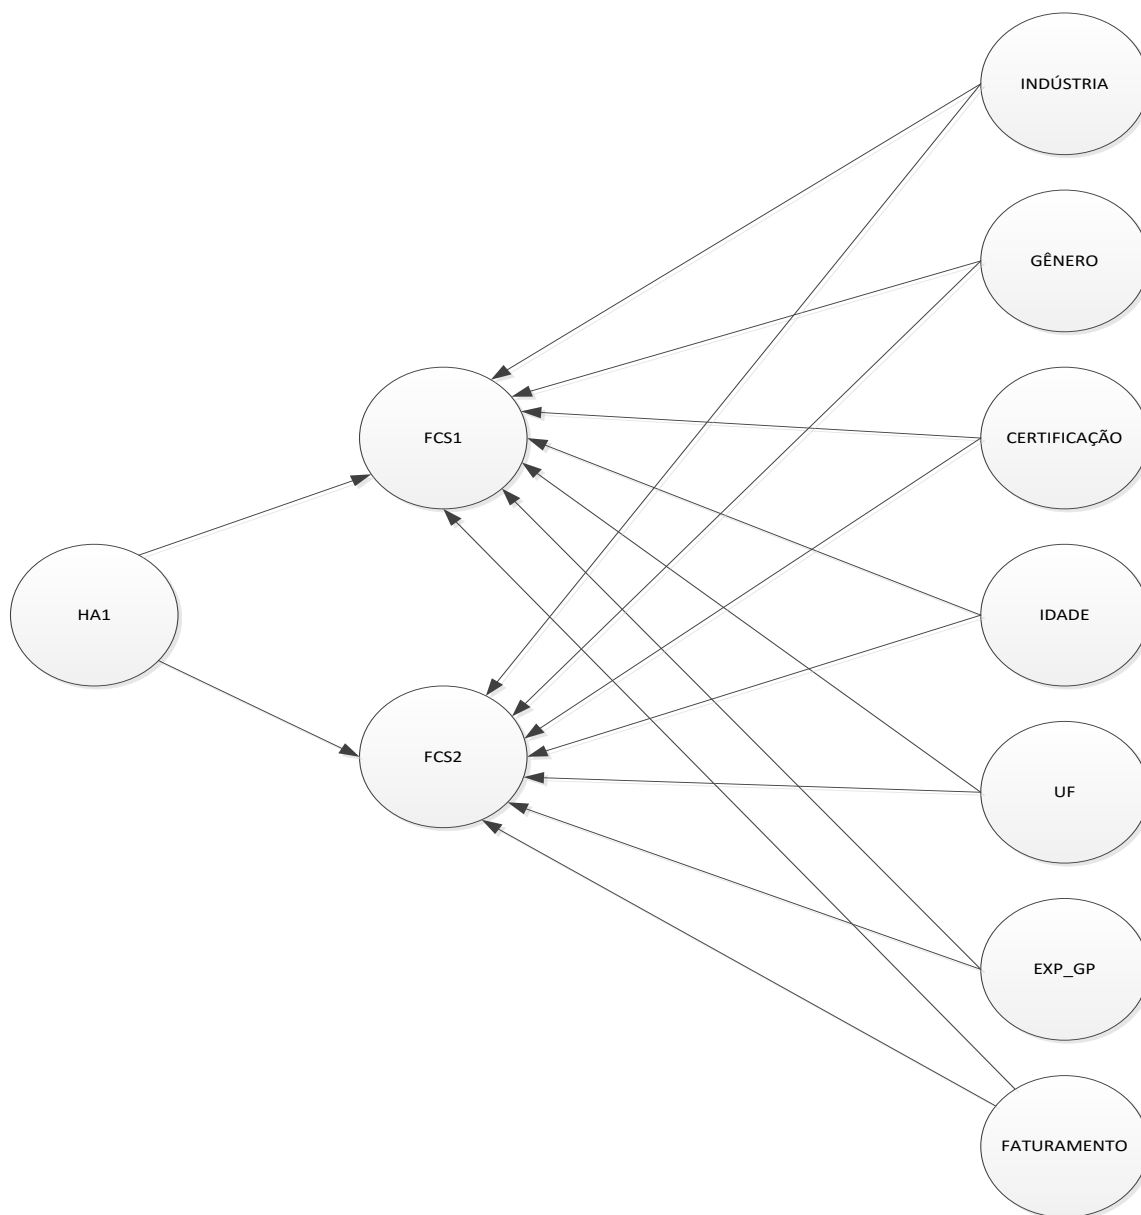 INDÚSTRIA
GÊNERO
FCS1
CERTIFICAÇÃO
HA1
IDADE
FCS2
UF
EXP_GP
FATURAMENTO